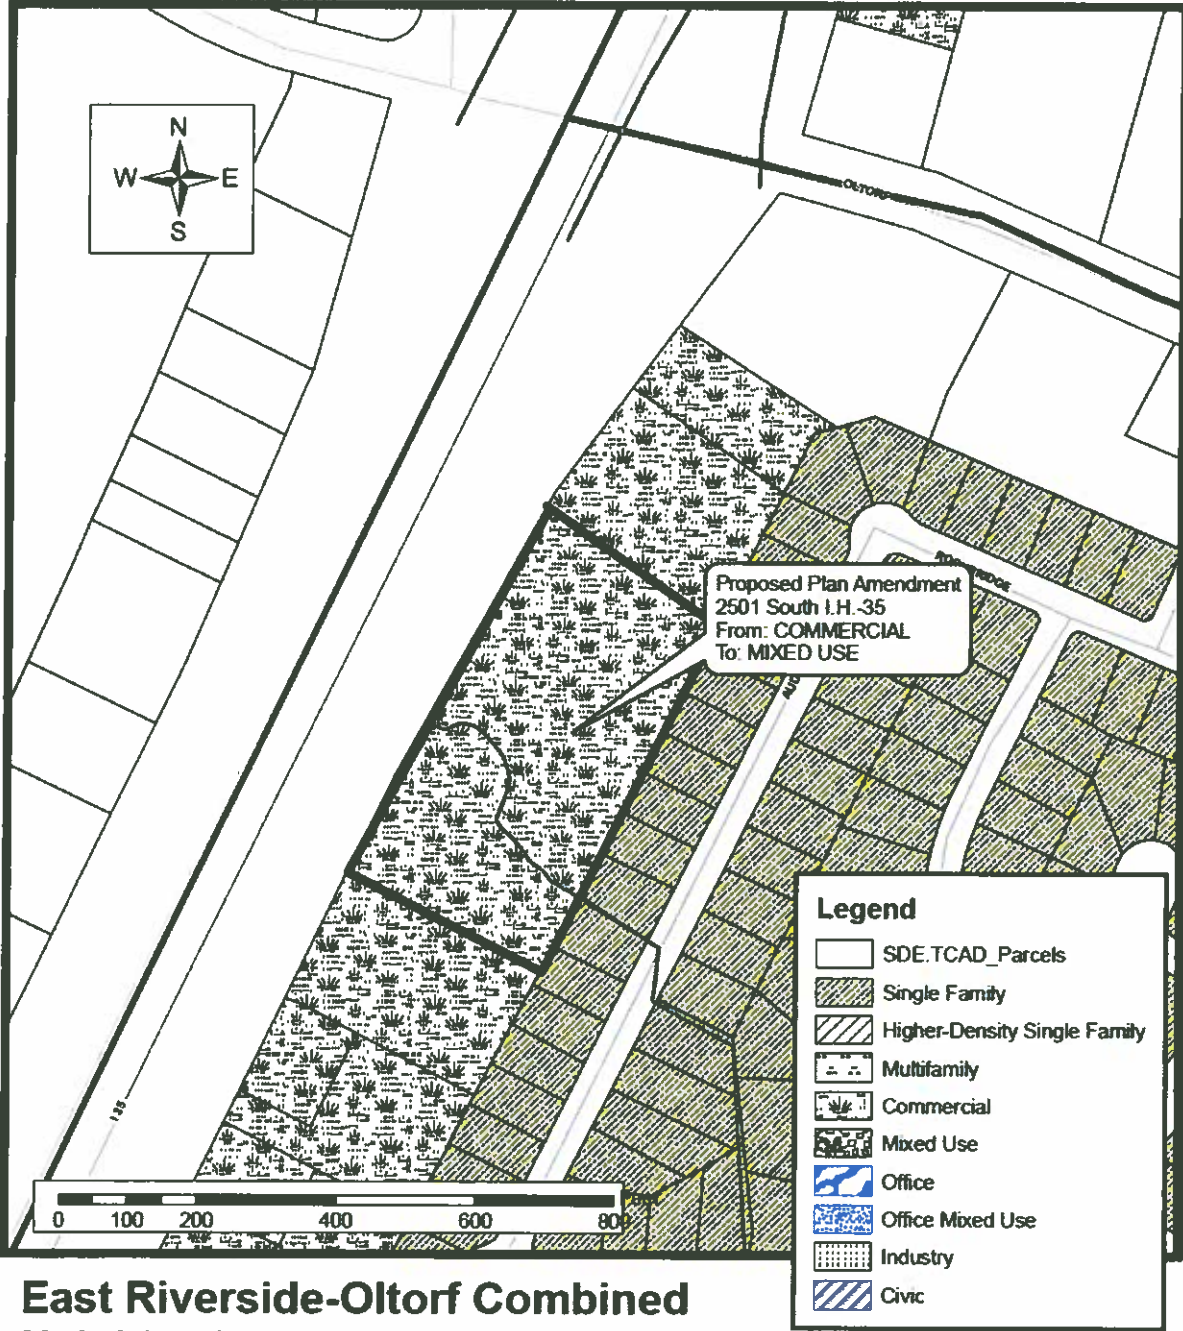 N
W E
S
OLTORF
Proposed Plan Amendment
2501 South I.H.-35
From: COMMERCIAL
To: MIXED USE
I 35
0 100 200 400 600 800
Legend
SDE.TCAD_Parcels
Single Family
Higher-Density Single Family
Multifamily
Commercial
Mixed Use
Office
Office Mixed Use
Industry
Civic
East Riverside-Oltorf Combined